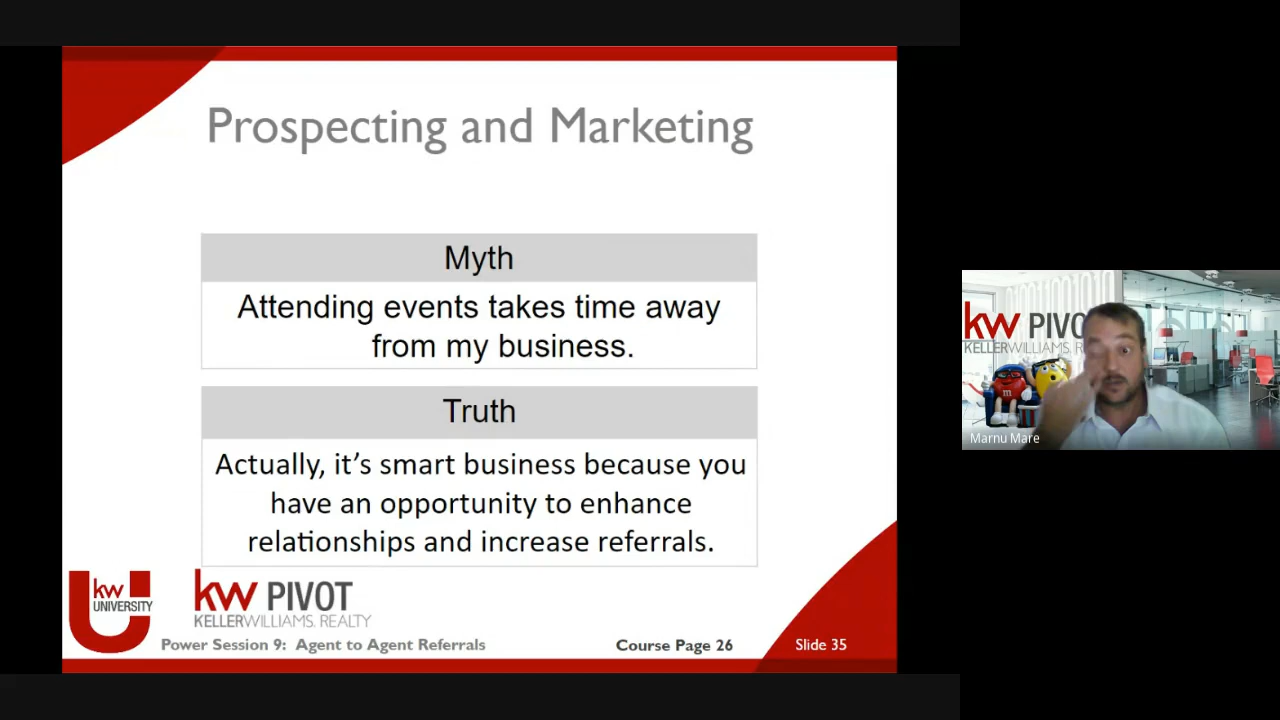 Prospecting and Marketing
Myth
Attending events takes time away
from my business.
Truth
Actually, it's smart business because you
have an opportunity to enhance
relationships and increase referrals.
kw
UNIVERSITY
kw PIVOT
KELLERWILLIAMS. REALTY
Power Session 9: Agent to Agent Referrals
Course Page 26
Slide 35
kw PIVO
KELLERWILLIAMS. R
m
Marnu Mare